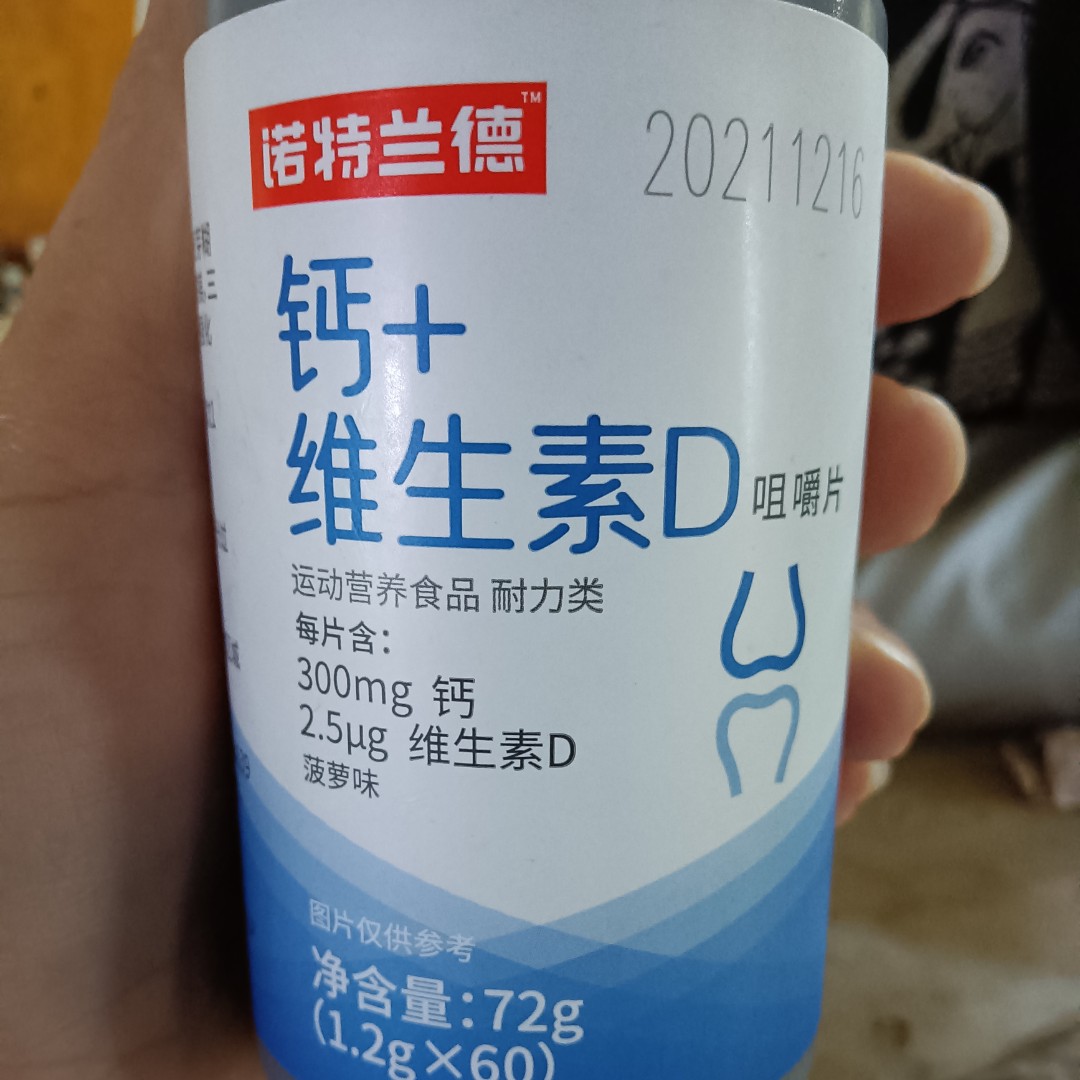 诺特兰德™
20211216
钙+
维生素D 咀嚼片
运动营养食品 耐力类
每片含：
300mg 钙
2.5μg 维生素D
菠萝味
图片仅供参考
净含量：72g
(1.2g×60)